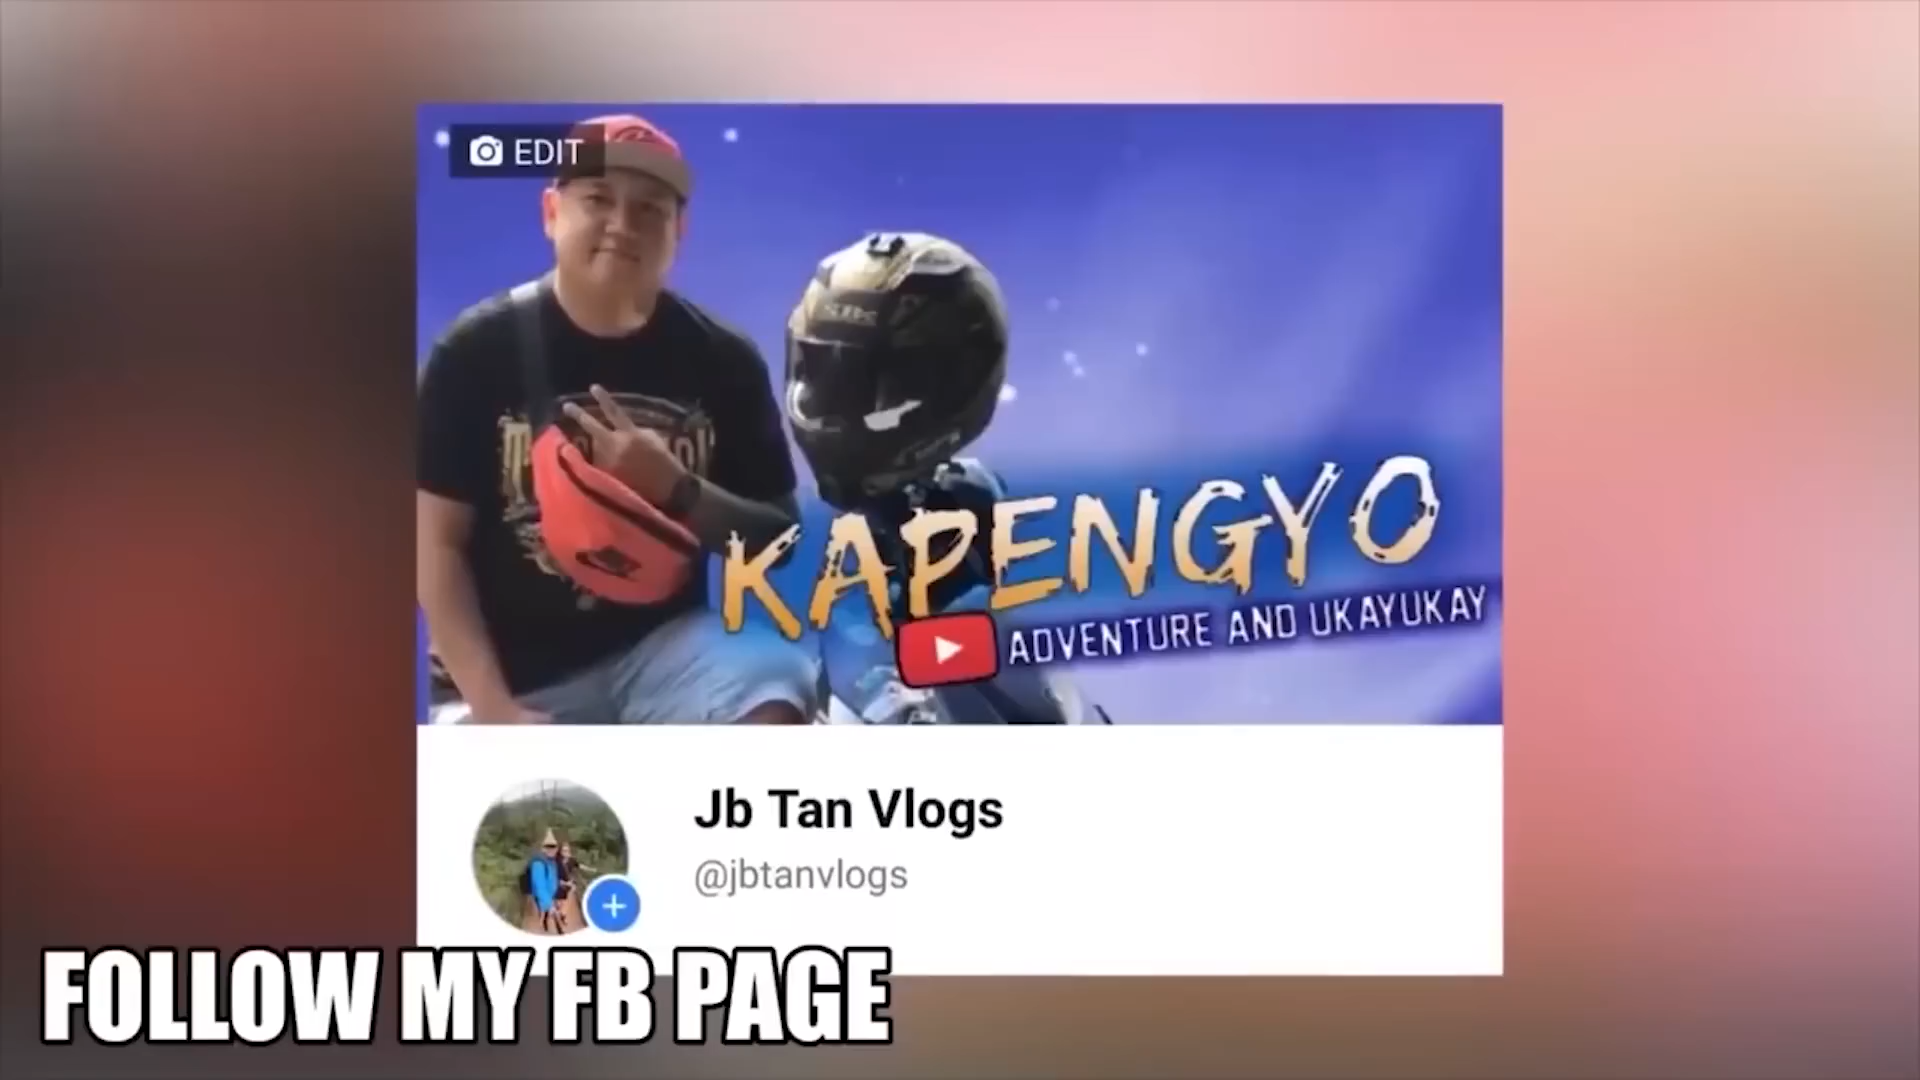 EDIT
KAPENGYO
ADVENTURE AND UKAYUKAY
Jb Tan Vlogs
@jbtanvlogs
FOLLOW MY FB PAGE